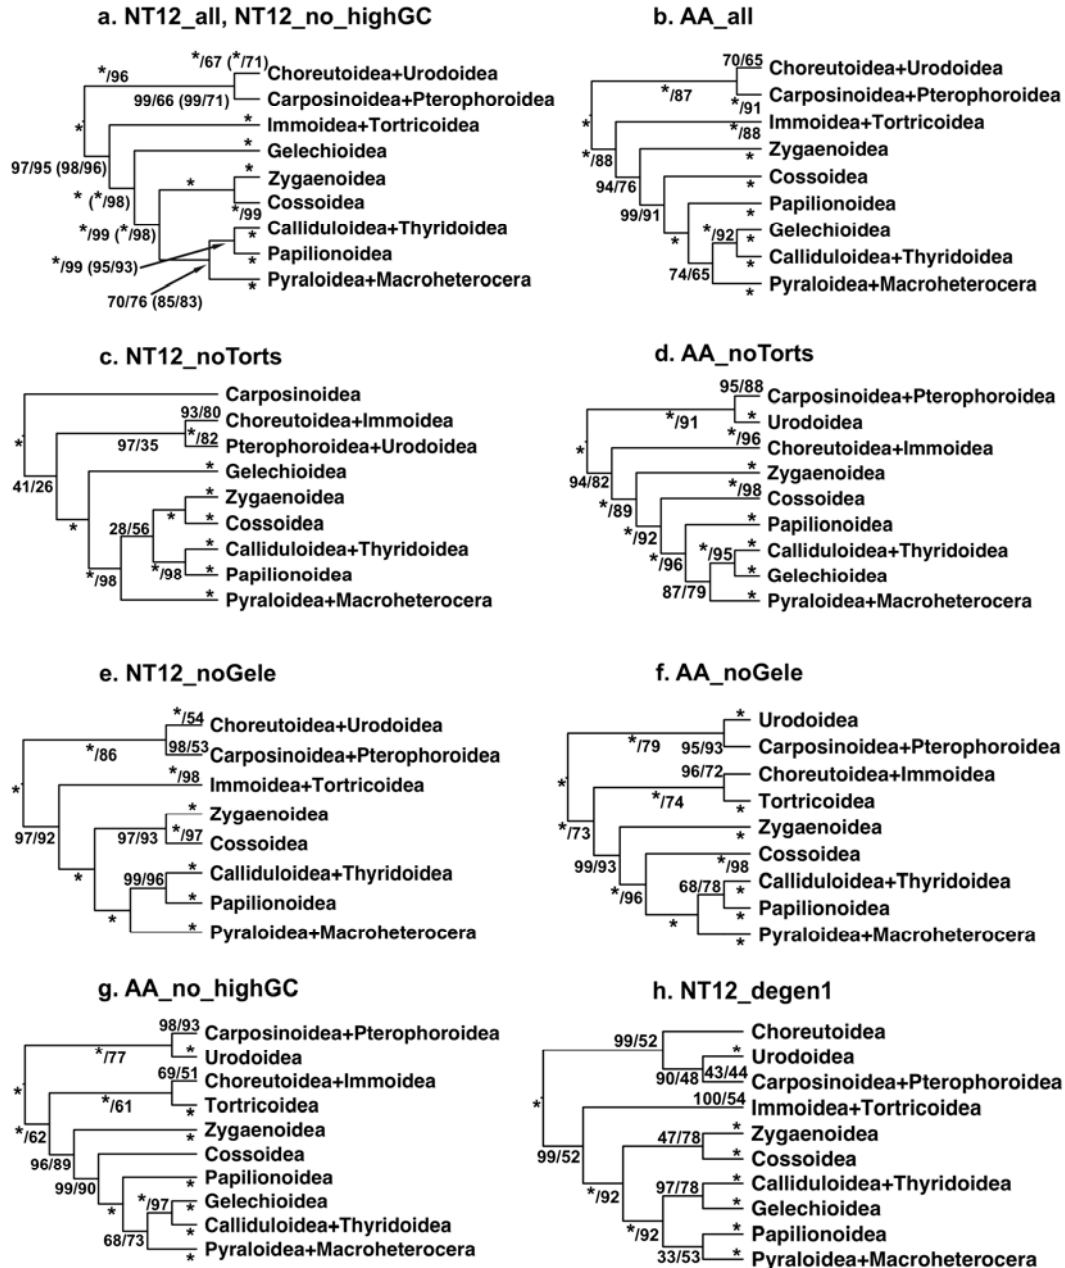 a. NT12_all, NT12_no_highGC
*/67 (*/71)
*/96
Choreutoidea+Urodoidea
99/66 (99/71)
Carposinoidea+Pterophoroidea
*
Immoidea+Tortricoidea
*
*
Gelechioidea
97/95 (98/96)
*
*
Zygaenoidea
* (*/98)
Cossoidea
*/99
*/99 (*/98)
Calliduloidea+Thyridoidea
*
*/99 (95/93)
Papilionoidea
*
Pyraloidea+Macroheterocera
*
70/76 (85/83)
b. AA_all
70/65
Choreutoidea+Urodoidea
*/87
Carposinoidea+Pterophoroidea
*/91
*
Immoidea+Tortricoidea
*/88
Zygaenoidea
*/88
*
Cossoidea
94/76
*
Papilionoidea
99/91
*
Gelechioidea
*/92
*
*
Calliduloidea+Thyridoidea
*
74/65
Pyraloidea+Macroheterocera
*
c. NT12_noTorts
Carposinoidea
93/80
Choreutoidea+Immoidea
*
97/35
*/82
Pterophoroidea+Urodoidea
*
Gelechioidea
41/26
*
Zygaenoidea
*
*
Cossoidea
*
28/56
*
Calliduloidea+Thyridoidea
*/98
*
Papilionoidea
*/98
*
Pyraloidea+Macroheterocera
d. AA_noTorts
95/88
Carposinoidea+Pterophoroidea
*/91
*
Urodoidea
*/96
*
Choreutoidea+Immoidea
*
Zygaenoidea
94/82
*/98
Cossoidea
*/89
*
Papilionoidea
*/92
*
Calliduloidea+Thyridoidea
*/95
*/96
*
Gelechioidea
87/79
*
Pyraloidea+Macroheterocera
e. NT12_noGele
*/54
Choreutoidea+Urodoidea
*/86
98/53
Carposinoidea+Pterophoroidea
*/98
*
Immoidea+Tortricoidea
*
Zygaenoidea
97/92
97/93
*/97
Cossoidea
*
*
Calliduloidea+Thyridoidea
99/96
*
Papilionoidea
*
*
Pyraloidea+Macroheterocera
f. AA_noGele
*
Urodoidea
*/79
95/93
Carposinoidea+Pterophoroidea
96/72
Choreutoidea+Immoidea
*
*/74
Tortricoidea
*
*/73
Zygaenoidea
*
99/93
Cossoidea
*/98
*/96
Calliduloidea+Thyridoidea
68/78
*
Papilionoidea
*
*
Pyraloidea+Macroheterocera
*
g. AA_no_highGC
98/93
Carposinoidea+Pterophoroidea
*/77
*
Urodoidea
69/51
Choreutoidea+Immoidea
*
*/61
Tortricoidea
*
*/62
Zygaenoidea
*
96/89
Cossoidea
99/90
Papilionoidea
*
*
Gelechioidea
*/97
*
Calliduloidea+Thyridoidea
*
68/73
Pyraloidea+Macroheterocera
*
h. NT12_degen1
Choreutoidea
99/52
*
Urodoidea
90/48
43/44
Carposinoidea+Pterophoroidea
100/54
*
Immoidea+Tortricoidea
*
Zygaenoidea
47/78
99/52
*
Cossoidea
*/92
*
Calliduloidea+Thyridoidea
97/78
*
Gelechioidea
*/92
*
Papilionoidea
33/53
*
Pyraloidea+Macroheterocera